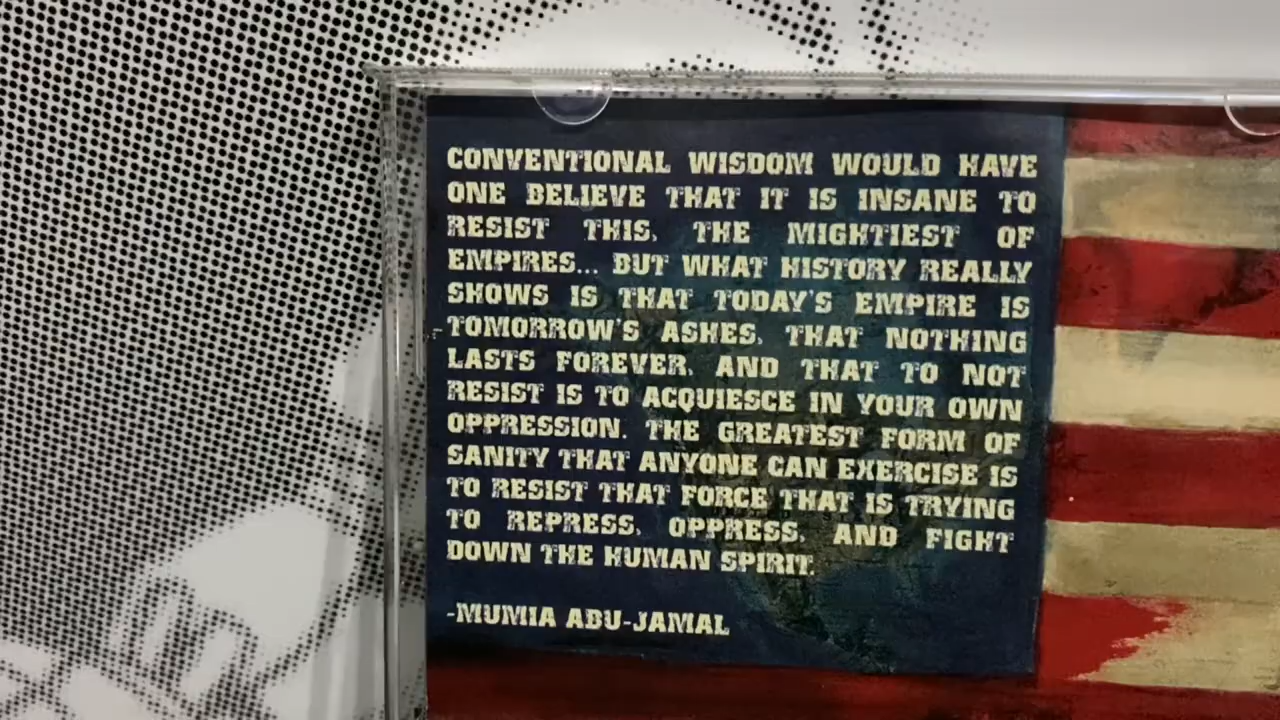 CONVENTIONAL WISDOM WOULD HAVE
ONE BELIEVE THAT IT IS INSANE TO
RESIST THIS, THE MIGHTIEST OF
EMPIRES... BUT WHAT HISTORY REALLY
SHOWS IS THAT TODAY'S EMPIRE IS
TOMORROW'S ASHES, THAT NOTHING
LASTS FOREVER, AND THAT TO NOT
RESIST IS TO ACQUIESCE IN YOUR OWN
OPPRESSION. THE GREATEST FORM OF
SANITY THAT ANYONE CAN EXERCISE IS
TO RESIST THAT FORCE THAT IS TRYING
TO REPRESS, OPPRESS, AND FIGHT
DOWN THE HUMAN SPIRIT.
-MUMIA ABU-JAMAL